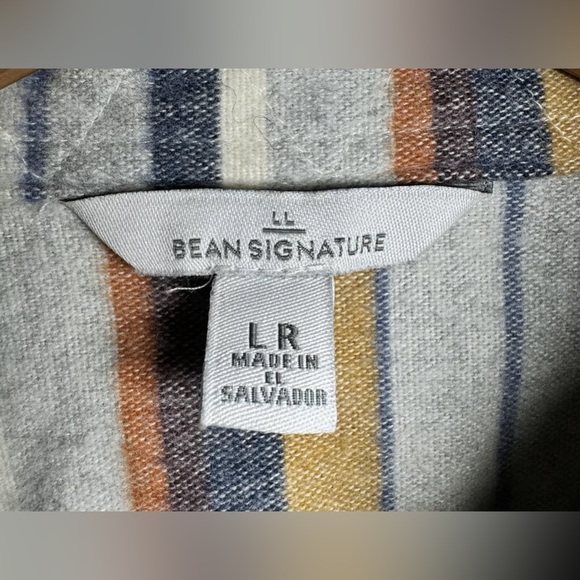 LL
BEAN SIGNATURE
L R
MADE IN
EL
SALVADOR